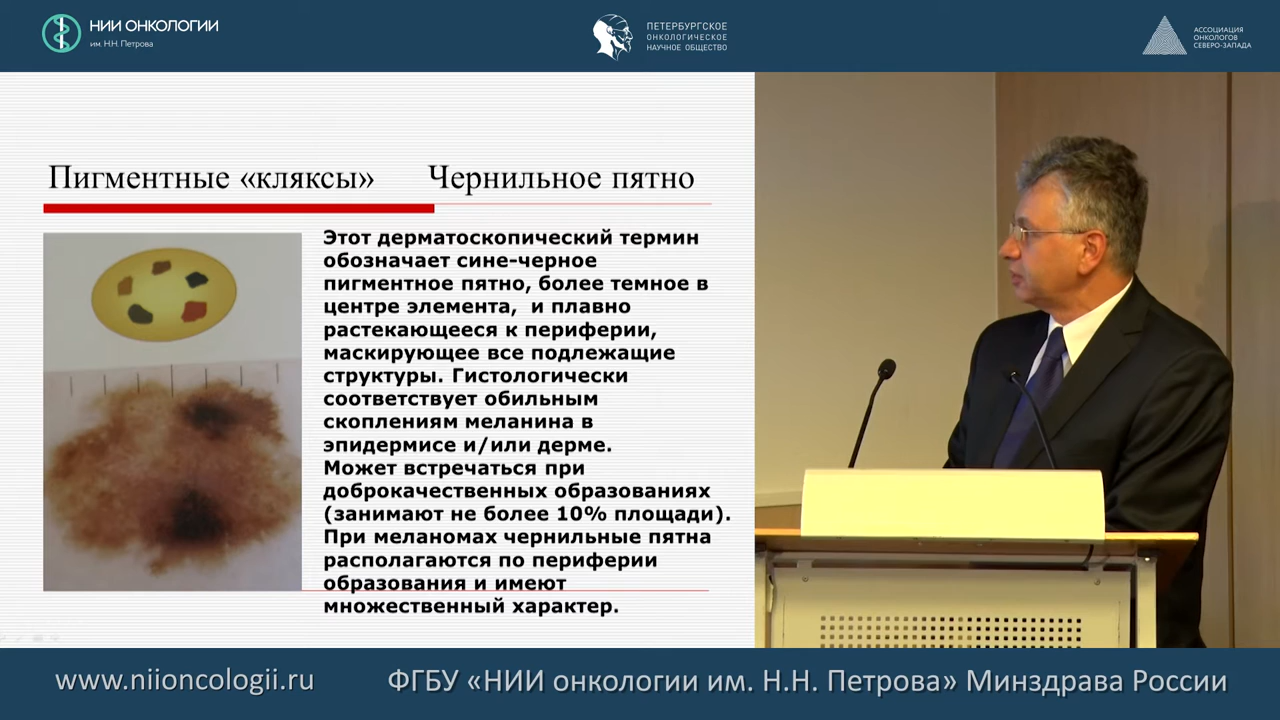 НИИ ОНКОЛОГИИ
им. Н.Н. Петрова
ПЕТЕРБУРГСКОЕ
ОНКОЛОГИЧЕСКОЕ
НАУЧНОЕ ОБЩЕСТВО
АССОЦИАЦИЯ
ОНКОЛОГОВ
СЕВЕРО-ЗАПАДА
Пигментные «кляксы» Чернильное пятно
Этот дерматоскопический термин
обозначает сине-черное
пигментное пятно, более темное в
центре элемента, и плавно
растекающееся к периферии,
маскирующее все подлежащие
структуры. Гистологически
соответствует обильным
скоплениям меланина в
эпидермисе и/или дерме.
Может встречаться при
доброкачественных образованиях
(занимают не более 10% площади).
При меланомах чернильные пятна
располагаются по периферии
образования и имеют
множественный характер.
www.niioncologii.ru
ФГБУ «НИИ онкологии им. Н.Н. Петрова» Минздрава России